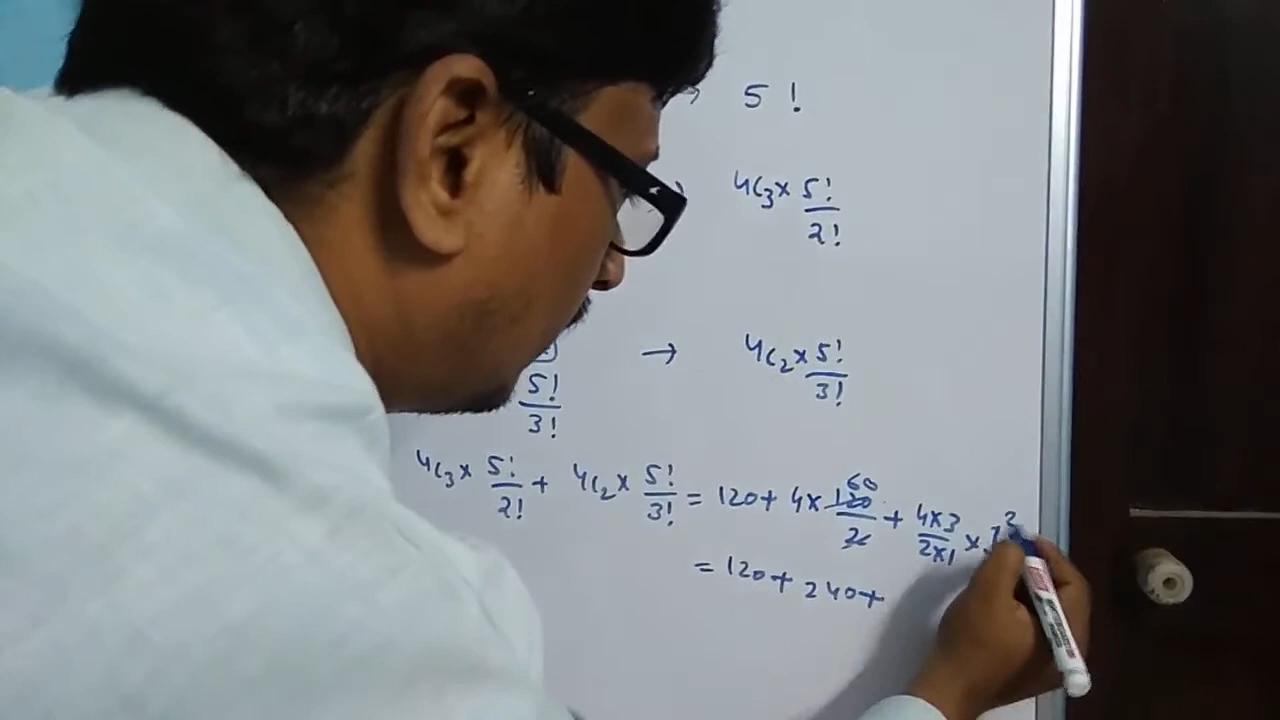 5 !
4C3 × 5!/2!
→ 4C2 × 5!/3!
5!/3!
4C3 × 5!/2! + 4C2 × 5!/3! = 120 + 4 × 120/2 60 + 4×3/2×1 ×
= 120 + 240 +